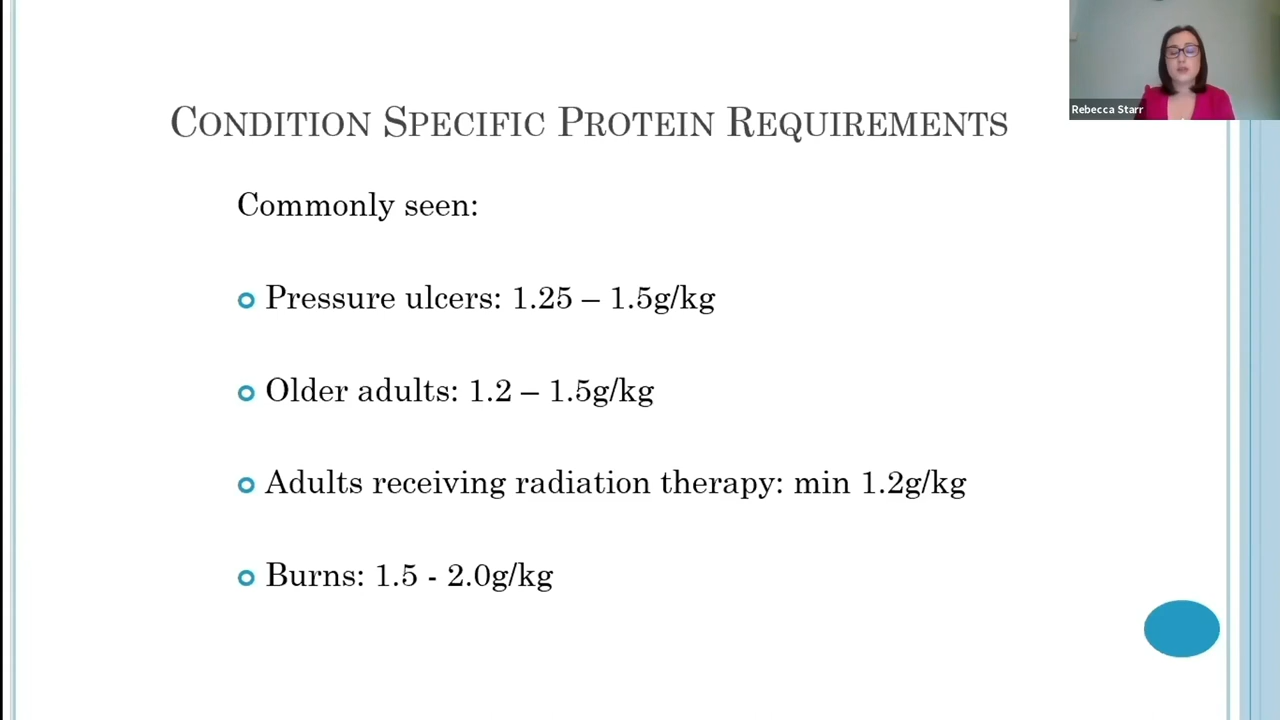 Condition Specific Protein Requirements
Rebecca Starr
Commonly seen:
Pressure ulcers: 1.25 – 1.5g/kg
Older adults: 1.2 – 1.5g/kg
Adults receiving radiation therapy: min 1.2g/kg
Burns: 1.5 - 2.0g/kg